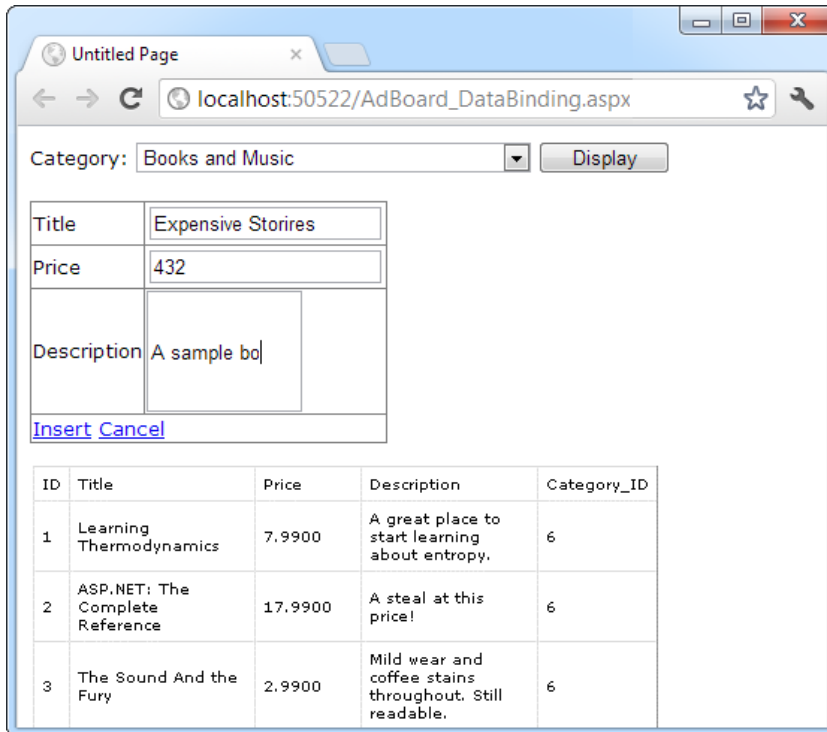 Untitled Page
localhost:50522/AdBoard_DataBinding.aspx
Category: Books and Music Display
Title Expensive Storires
Price 432
Description A sample bo
Insert Cancel
ID Title Price Description Category_ID
1 Learning Thermodynamics 7.9900 A great place to start learning about entropy. 6
2 ASP.NET: The Complete Reference 17.9900 A steal at this price! 6
3 The Sound And the Fury 2.9900 Mild wear and coffee stains throughout. Still readable. 6